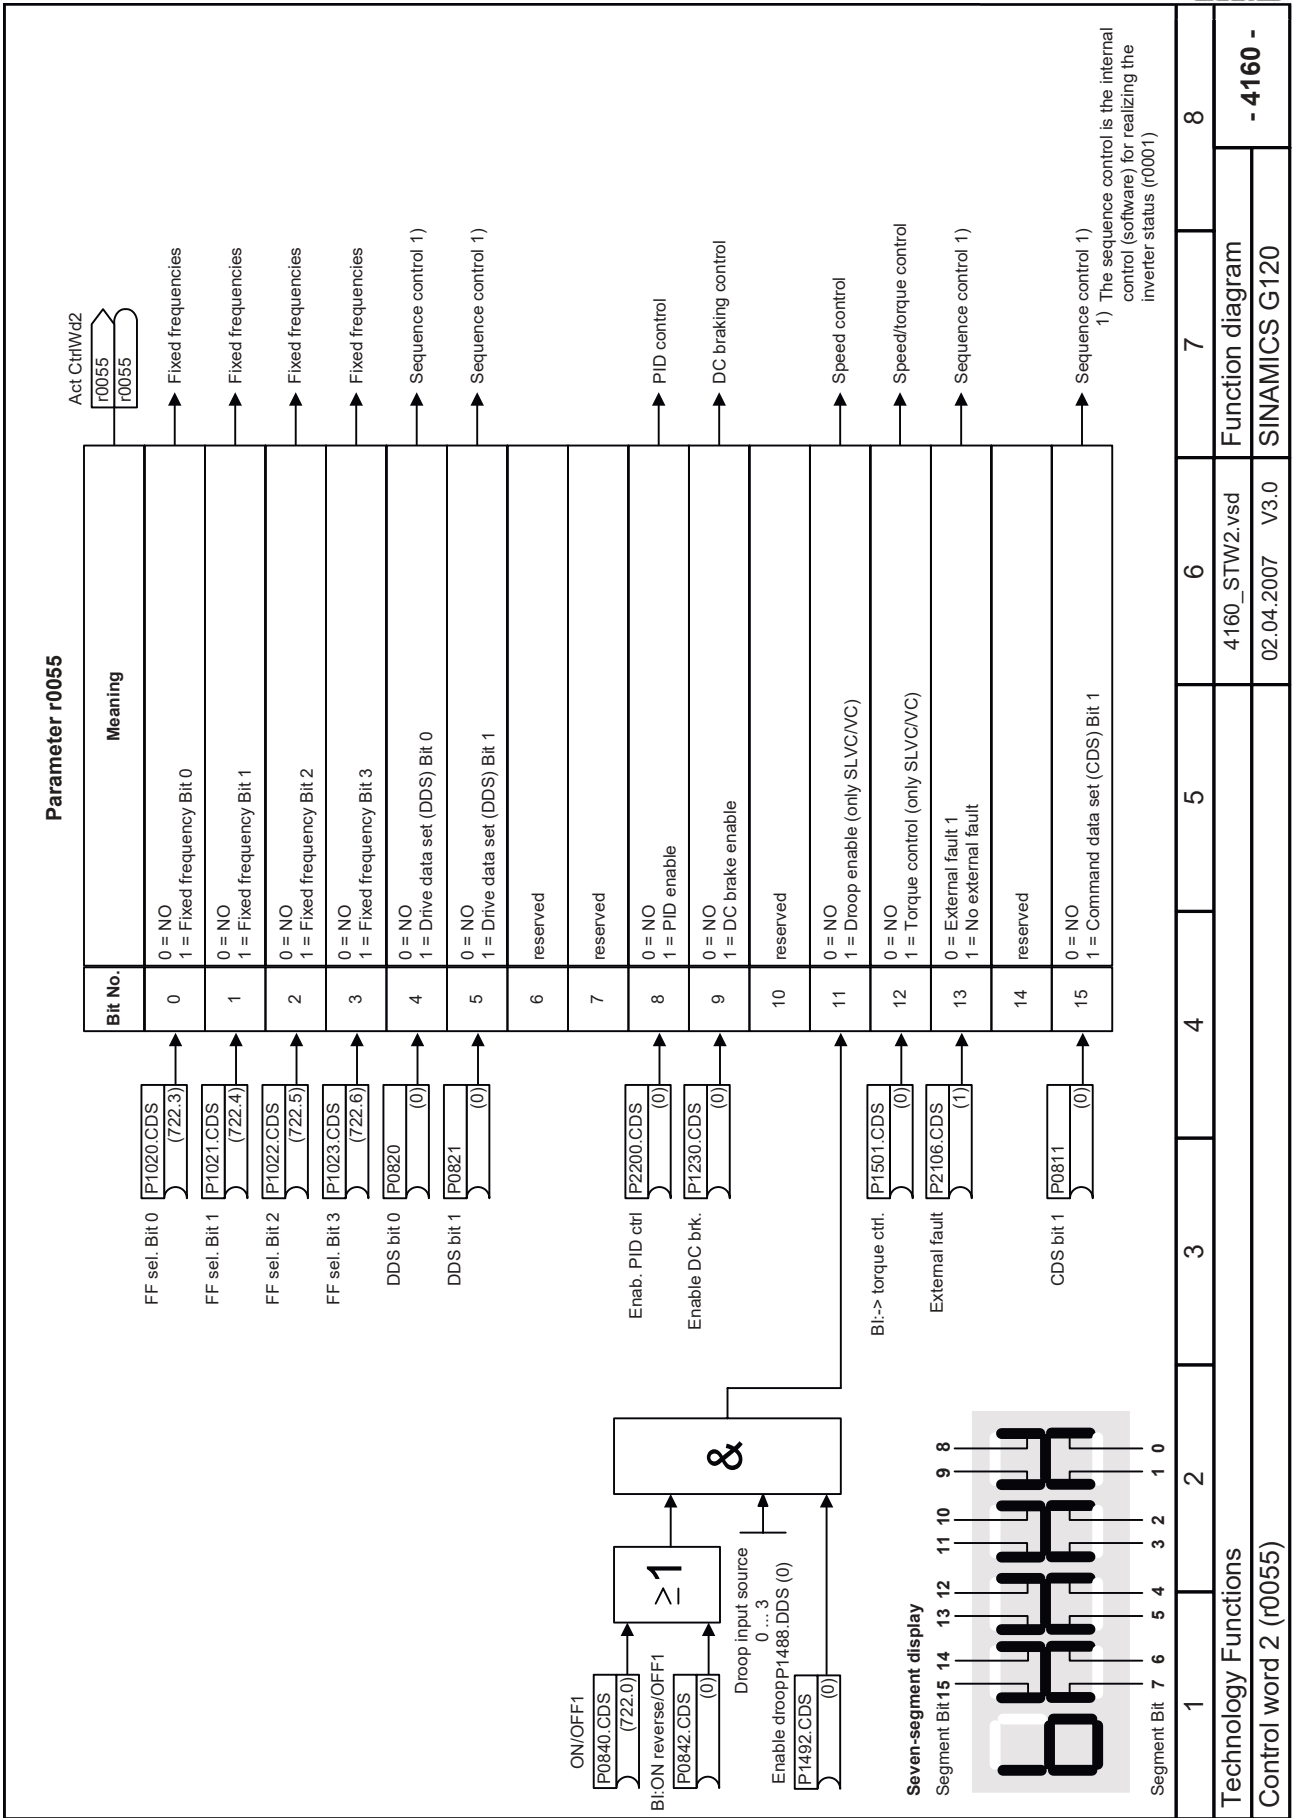 Parameter r0055
Act CtrlWd2
r0055
r0055
Bit No. Meaning
FF sel. Bit 0
P1020.CDS
(722.3)
0
0 = NO
1 = Fixed frequency Bit 0
Fixed frequencies
FF sel. Bit 1
P1021.CDS
(722.4)
1
0 = NO
1 = Fixed frequency Bit 1
Fixed frequencies
FF sel. Bit 2
P1022.CDS
(722.5)
2
0 = NO
1 = Fixed frequency Bit 2
Fixed frequencies
FF sel. Bit 3
P1023.CDS
(722.6)
3
0 = NO
1 = Fixed frequency Bit 3
Fixed frequencies
DDS bit 0
P0820
(0)
4
0 = NO
1 = Drive data set (DDS) Bit 0
Sequence control 1)
DDS bit 1
P0821
(0)
5
0 = NO
1 = Drive data set (DDS) Bit 1
Sequence control 1)
6
reserved
7
reserved
Enab. PID ctrl
P2200.CDS
(0)
8
0 = NO
1 = PID enable
PID control
Enable DC brk.
P1230.CDS
(0)
9
0 = NO
1 = DC brake enable
DC braking control
10
reserved
ON/OFF1
P0840.CDS
(722.0)
BI:ON reverse/OFF1
P0842.CDS
(0)
≥1
Droop input source
0 ... 3
P1488.DDS (0)
Enable droop
P1492.CDS
(0)
&
11
0 = NO
1 = Droop enable (only SLVC/VC)
Speed control
BI:-> torque ctrl.
P1501.CDS
(0)
12
0 = NO
1 = Torque control (only SLVC/VC)
Speed/torque control
External fault
P2106.CDS
(1)
13
0 = External fault 1
1 = No external fault
Sequence control 1)
14
reserved
CDS bit 1
P0811
(0)
15
0 = NO
1 = Command data set (CDS) Bit 1
Sequence control 1)
1) The sequence control is the internal
control (software) for realizing the
inverter status (r0001)
Seven-segment display
Segment Bit 15 14 13 12 11 10 9 8
Segment Bit 7 6 5 4 3 2 1 0
1 2 3 4 5 6 7 8
Technology Functions
4160_STW2.vsd
Function diagram
- 4160 -
Control word 2 (r0055)
02.04.2007 V3.0
SINAMICS G120